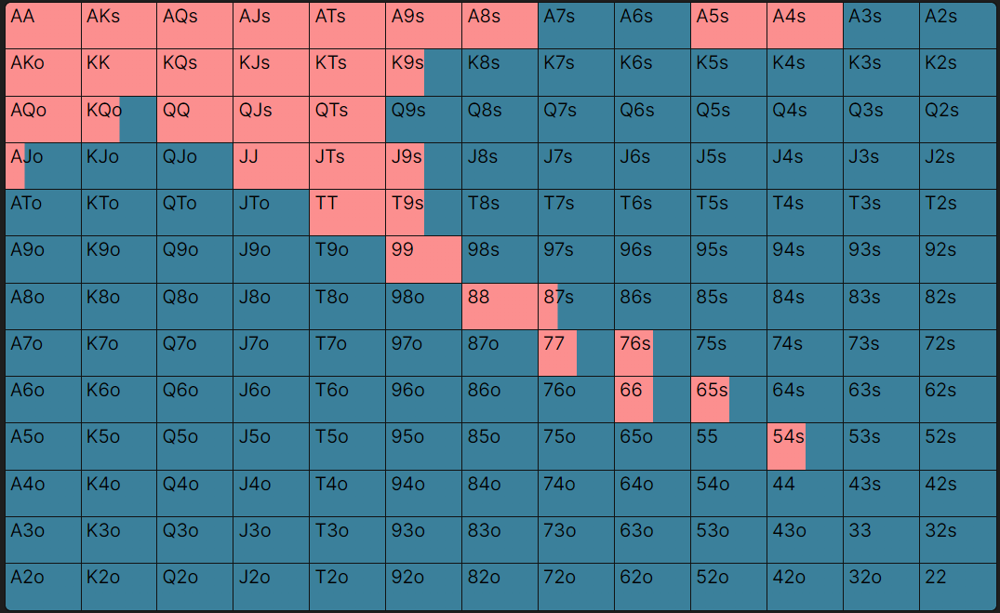 AA AKs AQs AJs ATs A9s A8s A7s A6s A5s A4s A3s A2s
AKo KK KQs KJs KTs K9s K8s K7s K6s K5s K4s K3s K2s
AQo KQo QQ QJs QTs Q9s Q8s Q7s Q6s Q5s Q4s Q3s Q2s
AJo KJo QJo JJ JTs J9s J8s J7s J6s J5s J4s J3s J2s
ATo KTo QTo JTo TT T9s T8s T7s T6s T5s T4s T3s T2s
A9o K9o Q9o J9o T9o 99 98s 97s 96s 95s 94s 93s 92s
A8o K8o Q8o J8o T8o 98o 88 87s 86s 85s 84s 83s 82s
A7o K7o Q7o J7o T7o 97o 87o 77 76s 75s 74s 73s 72s
A6o K6o Q6o J6o T6o 96o 86o 76o 66 65s 64s 63s 62s
A5o K5o Q5o J5o T5o 95o 85o 75o 65o 55 54s 53s 52s
A4o K4o Q4o J4o T4o 94o 84o 74o 64o 54o 44 43s 42s
A3o K3o Q3o J3o T3o 93o 83o 73o 63o 53o 43o 33 32s
A2o K2o Q2o J2o T2o 92o 82o 72o 62o 52o 42o 32o 22